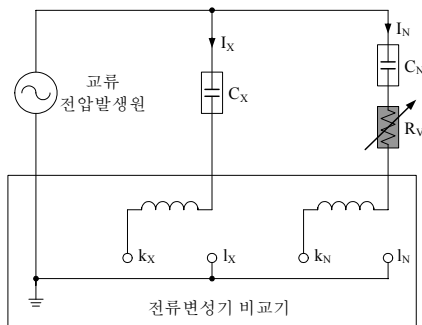 I_X
I_N
C_N
교류
전압발생원
C_X
R_V
k_X
l_X
k_N
l_N
전류변성기 비교기